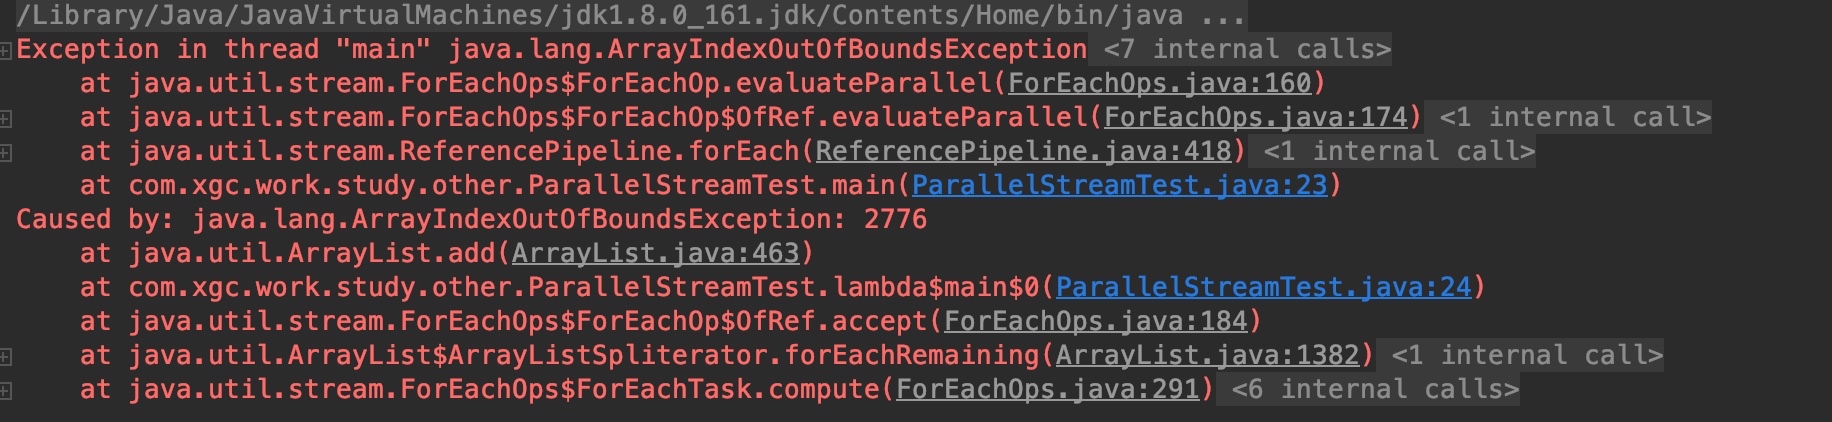 /Library/Java/JavaVirtualMachines/jdk1.8.0_161.jdk/Contents/Home/bin/java ...
Exception in thread "main" java.lang.ArrayIndexOutOfBoundsException <7 internal calls>
    at java.util.stream.ForEachOps$ForEachOp.evaluateParallel(ForEachOps.java:160)
    at java.util.stream.ForEachOps$ForEachOp$OfRef.evaluateParallel(ForEachOps.java:174) <1 internal call>
    at java.util.stream.ReferencePipeline.forEach(ReferencePipeline.java:418) <1 internal call>
    at com.xgc.work.study.other.ParallelStreamTest.main(ParallelStreamTest.java:23)
Caused by: java.lang.ArrayIndexOutOfBoundsException: 2776
    at java.util.ArrayList.add(ArrayList.java:463)
    at com.xgc.work.study.other.ParallelStreamTest.lambda$main$0(ParallelStreamTest.java:24)
    at java.util.stream.ForEachOps$ForEachOp$OfRef.accept(ForEachOps.java:184)
    at java.util.ArrayList$ArrayListSpliterator.forEachRemaining(ArrayList.java:1382) <1 internal call>
    at java.util.stream.ForEachOps$ForEachTask.compute(ForEachOps.java:291) <6 internal calls>